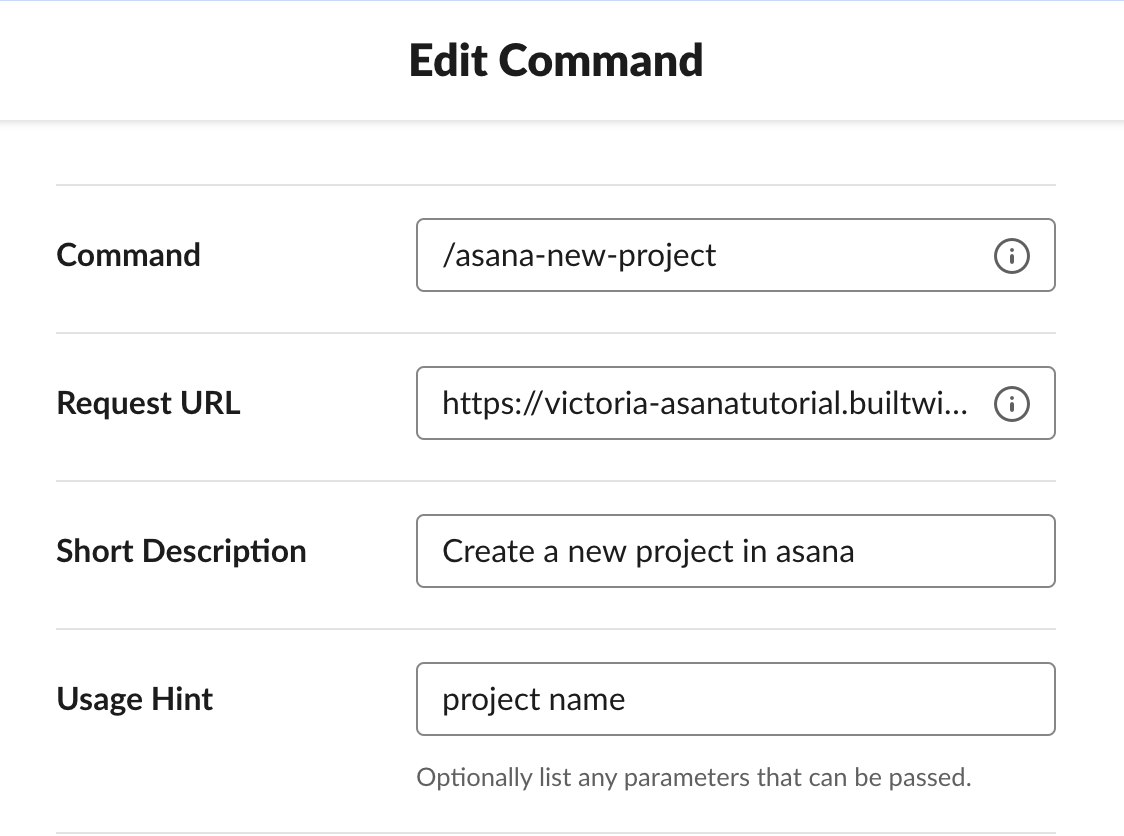 Edit Command
Command
/asana-new-project
Request URL
https://victoria-asanatutorial.builtwi...
Short Description
Create a new project in asana
Usage Hint
project name
Optionally list any parameters that can be passed.